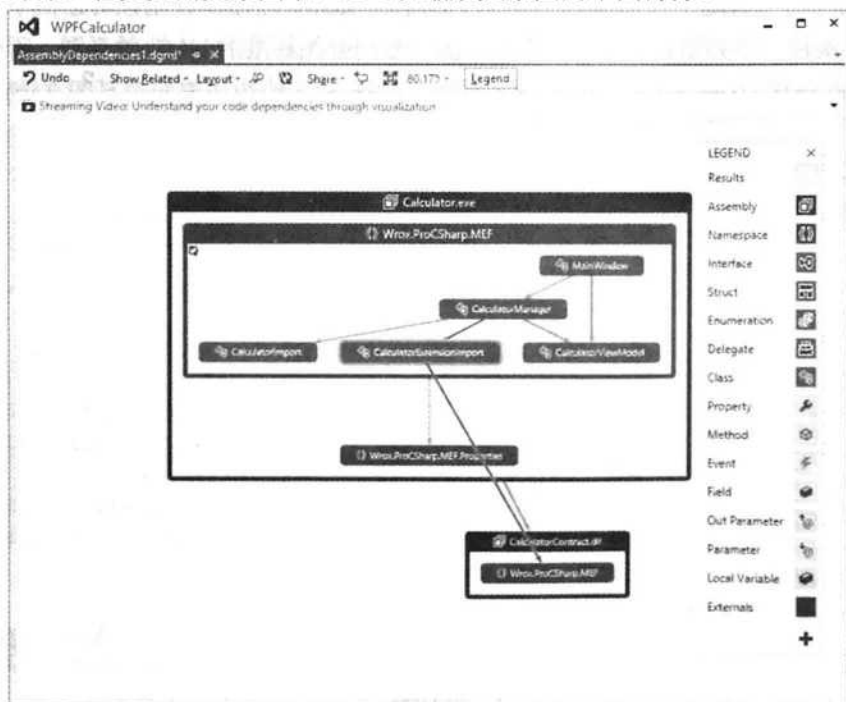 WPFCalculator
AssemblyDependencies1.dgml*
Undo Show Related Layout Share 80.173 Legend
Streaming Video: Understand your code dependencies through visualization
LEGEND
Results
Assembly
Namespace
Interface
Struct
Enumeration
Delegate
Class
Property
Method
Event
Field
Out Parameter
Parameter
Local Variable
Externals
Calculator.exe
Wrox.ProCSharp.MEF
MainWindow
CalculatorManager
CalculatorImport
CalculatorExtensionImport
CalculatorViewModel
Wrox.ProCSharp.MEF.Properties
CalculatorContract.dll
Wrox.ProCSharp.MEF